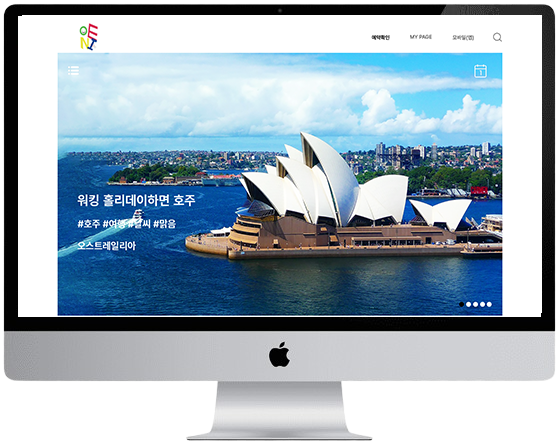 예약확인 MY PAGE 모바일(앱)
1
워킹 홀리데이하면 호주
#호주 #여행 #날씨 #맑음
오스트레일리아